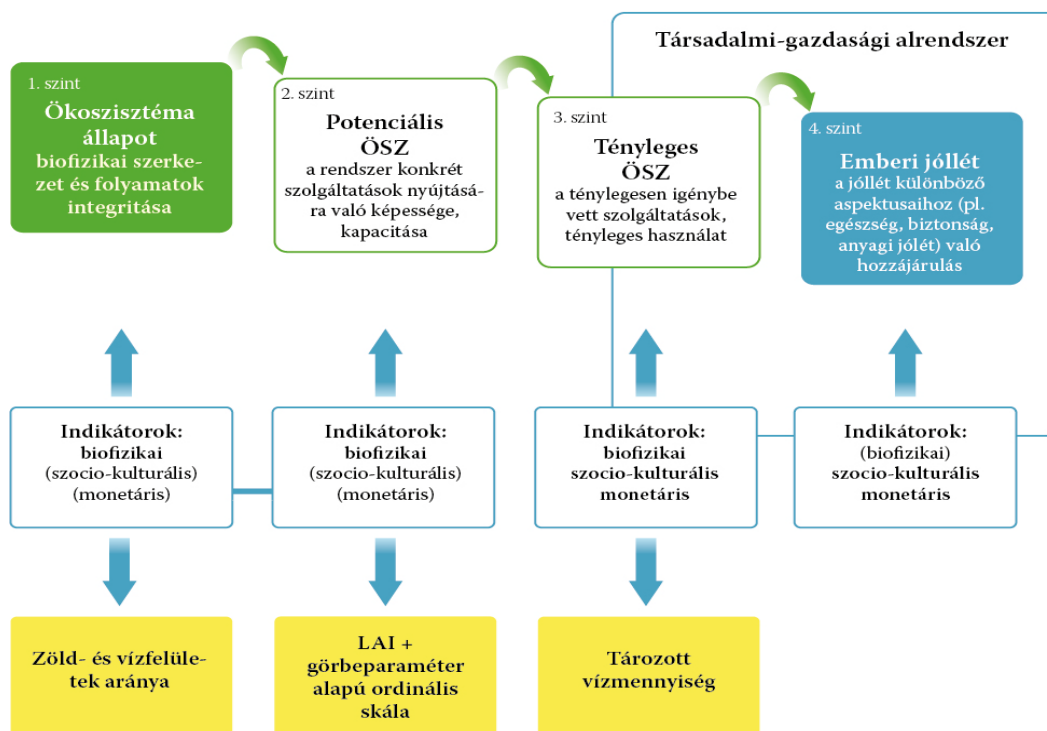 Társadalmi-gazdasági alrendszer
1. szint
Ökoszisztéma
állapot
biofizikai szerke-
zet és folyamatok
integritása
2. szint
Potenciális
ÖSZ
a rendszer konkrét
szolgáltatások nyújtásá-
ra való képessége,
kapacitása
3. szint
Tényleges
ÖSZ
a ténylegesen igénybe
vett szolgáltatások,
tényleges használat
4. szint
Emberi jóllét
a jóllét különböző
aspektusaihoz (pl.
egészség, biztonság,
anyagi jólét) való
hozzájárulás
Indikátorok:
biofizikai
(szocio-kulturális)
(monetáris)
Indikátorok:
biofizikai
(szocio-kulturális)
(monetáris)
Indikátorok:
biofizikai
szocio-kulturális
monetáris
Indikátorok:
(biofizikai)
szocio-kulturális
monetáris
Zöld- és vízfelüle-
tek aránya
LAI +
görbeparaméter
alapú ordinális
skála
Tározott
vízmennyiség